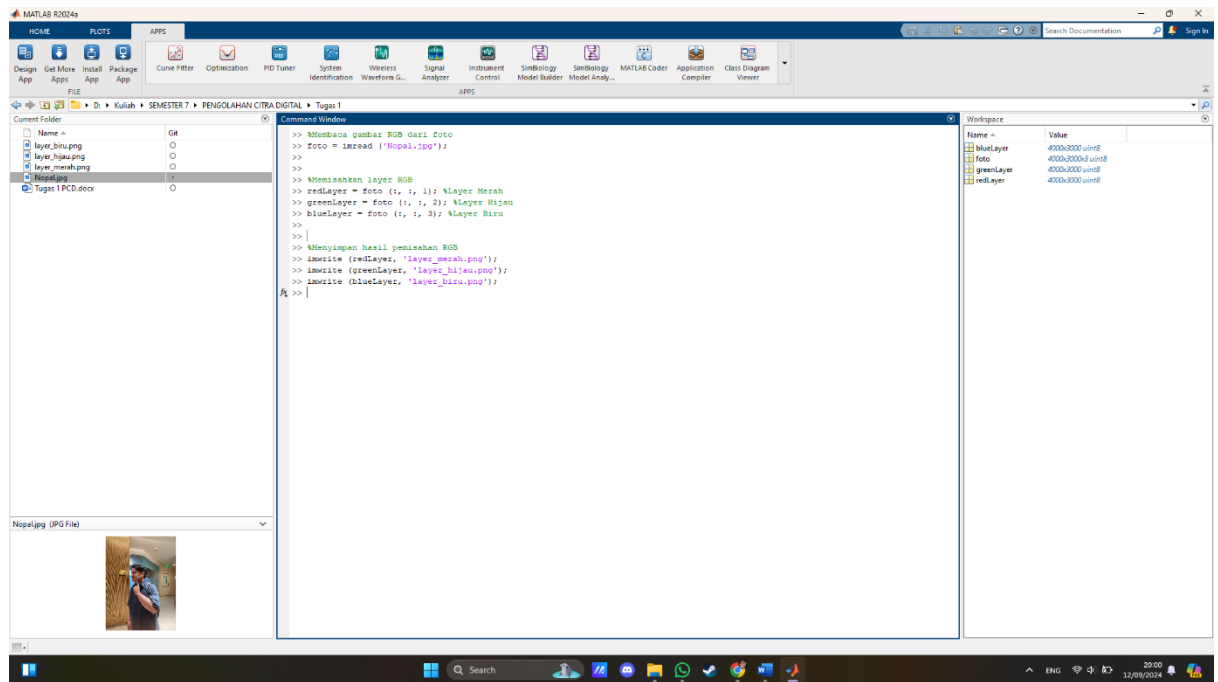 MATLAB R2024a
HOME PLOTS APPS
Search Documentation Sign In
Design App
Get More Apps
Install App
Package App
Curve Fitter
Optimization
PID Tuner
System Identification
Wireless Waveform G...
Signal Analyzer
Instrument Control
SimBiology Model Builder
SimBiology Model Analy...
MATLAB Coder
Application Compiler
Class Diagram Viewer
FILE APPS
D: Kuliah SEMESTER 7 PENGOLAHAN CITRA DIGITAL Tugas 1
Current Folder
Name Git
layer_biru.png
layer_hijau.png
layer_merah.png
Nopal.jpg
Tugas 1 PCD.docx
Nopal.jpg (JPG File)
Command Window
>> %Membaca gambar RGB dari foto
>> foto = imread ('Nopal.jpg');
>>
>>
>> %Memisahkan layer RGB
>> redLayer = foto (:, :, 1); %Layer Merah
>> greenLayer = foto (:, :, 2); %Layer Hijau
>> blueLayer = foto (:, :, 3); %Layer Biru
>>
>>
>> %Menyimpan hasil pemisahan RGB
>> imwrite (redLayer, 'layer_merah.png');
>> imwrite (greenLayer, 'layer_hijau.png');
>> imwrite (blueLayer, 'layer_biru.png');
fx >>
Workspace
Name Value
blueLayer 4000x3000 uint8
foto 4000x3000x3 uint8
greenLayer 4000x3000 uint8
redLayer 4000x3000 uint8
Search
ENG
20:00
12/09/2024